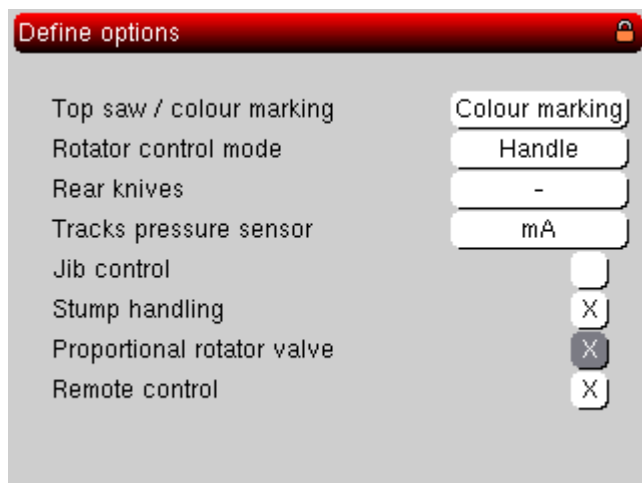 Define options
Top saw / colour marking Colour marking
Rotator control mode Handle
Rear knives -
Tracks pressure sensor mA
Jib control
Stump handling X
Proportional rotator valve X
Remote control X